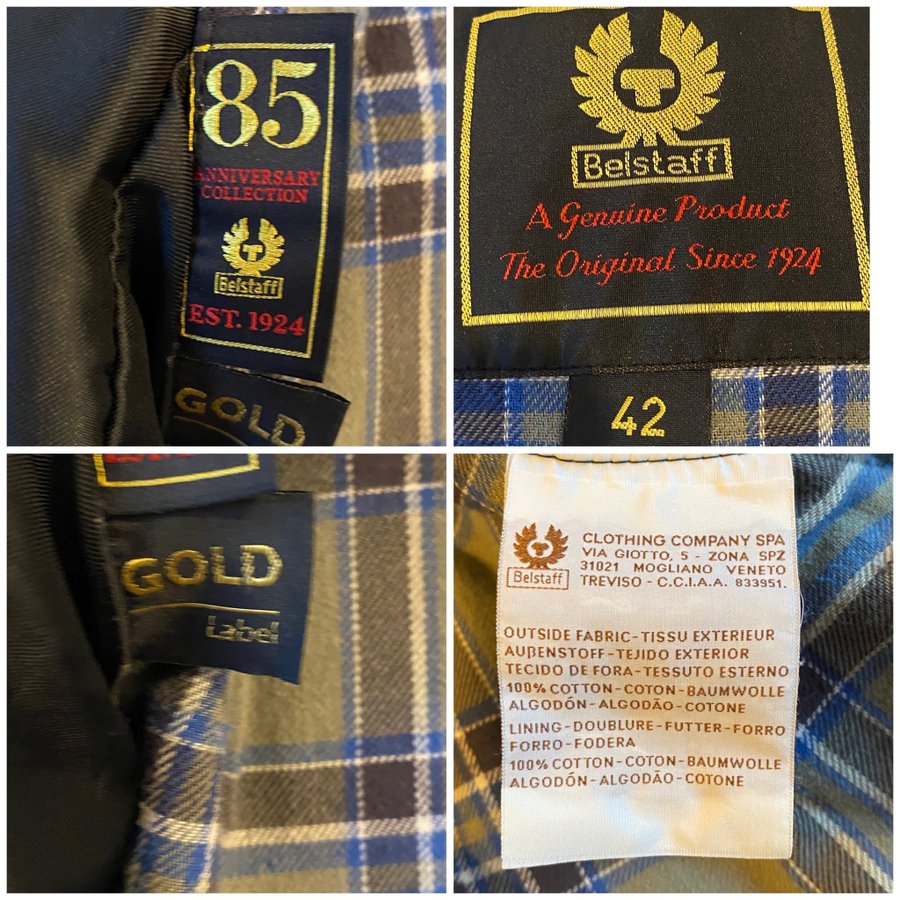 85
ANNIVERSARY
COLLECTION
Belstaff
EST. 1924
GOLD
Belstaff
A Genuine Product
The Original Since 1924
42
GOLD
Label
Belstaff
CLOTHING COMPANY SPA
VIA GIOTTO, 5 - ZONA SPZ
31021 MOGLIANO VENETO
TREVISO - C.C.I.A.A. 833951.
OUTSIDE FABRIC-TISSU EXTERIEUR
AUßENSTOFF-TEJIDO EXTERIOR
TECIDO DE FORA-TESSUTO ESTERNO
100% COTTON-COTON-BAUMWOLLE
ALGODÓN-ALGODÃO-COTONE
LINING-DOUBLURE-FUTTER-FORRO
FORRO-FODERA
100% COTTON-COTON-BAUMWOLLE
ALGODÓN-ALGODÃO-COTONE